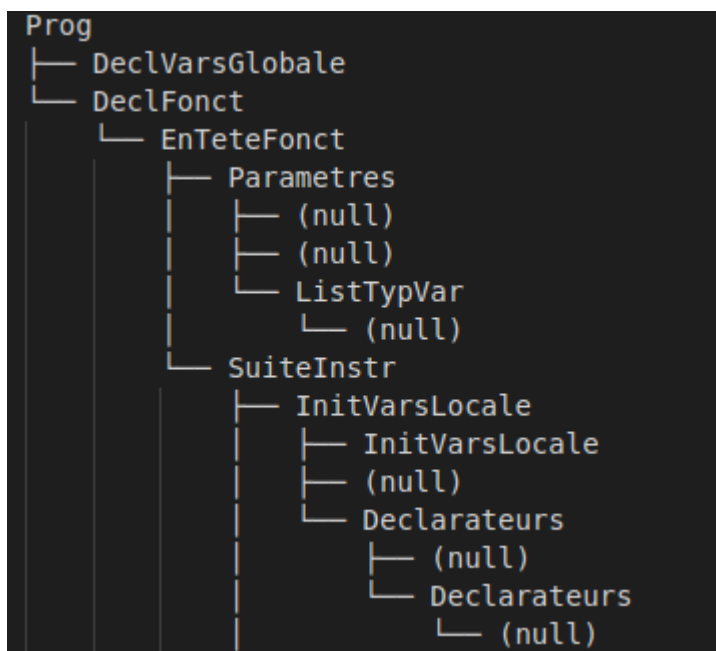 Prog
├── DeclVarsGlobale
└── DeclFonct
    └── EnTeteFonct
        ├── Parametres
        │   ├── (null)
        │   ├── (null)
        │   └── ListTypVar
        │       └── (null)
        └── SuiteInstr
            ├── InitVarsLocale
            │   ├── InitVarsLocale
            │   ├── (null)
            │   └── Declarateurs
            │       ├── (null)
            │       └── Declarateurs
            │           └── (null)